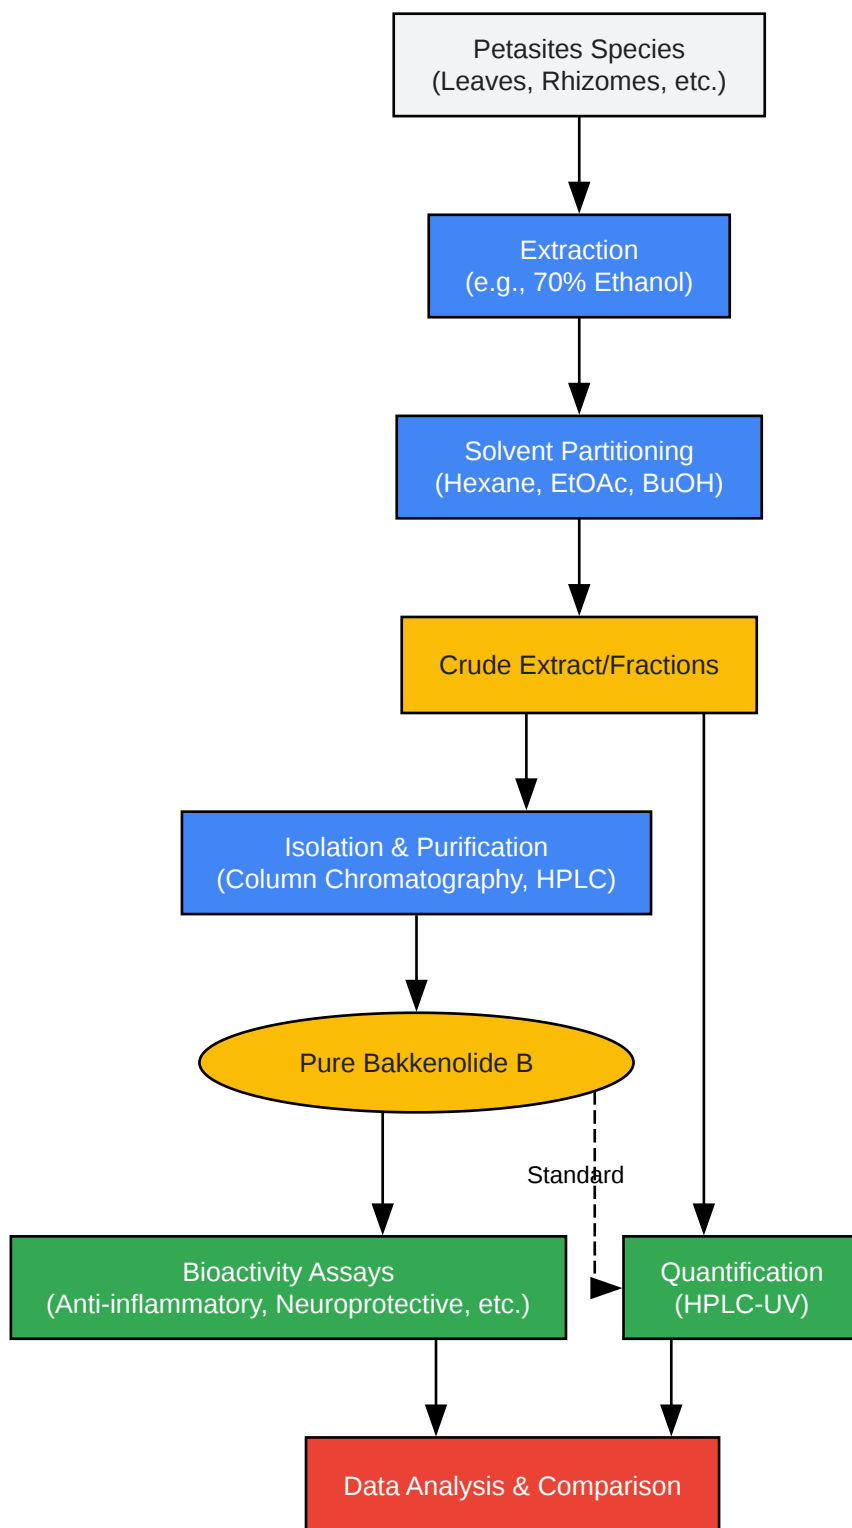 Petasites Species
(Leaves, Rhizomes, etc.)
Extraction
(e.g., 70% Ethanol)
Solvent Partitioning
(Hexane, EtOAc, BuOH)
Crude Extract/Fractions
Isolation & Purification
(Column Chromatography, HPLC)
Pure Bakkenolide B
Standard
Bioactivity Assays
(Anti-inflammatory, Neuroprotective, etc.)
Quantification
(HPLC-UV)
Data Analysis & Comparison